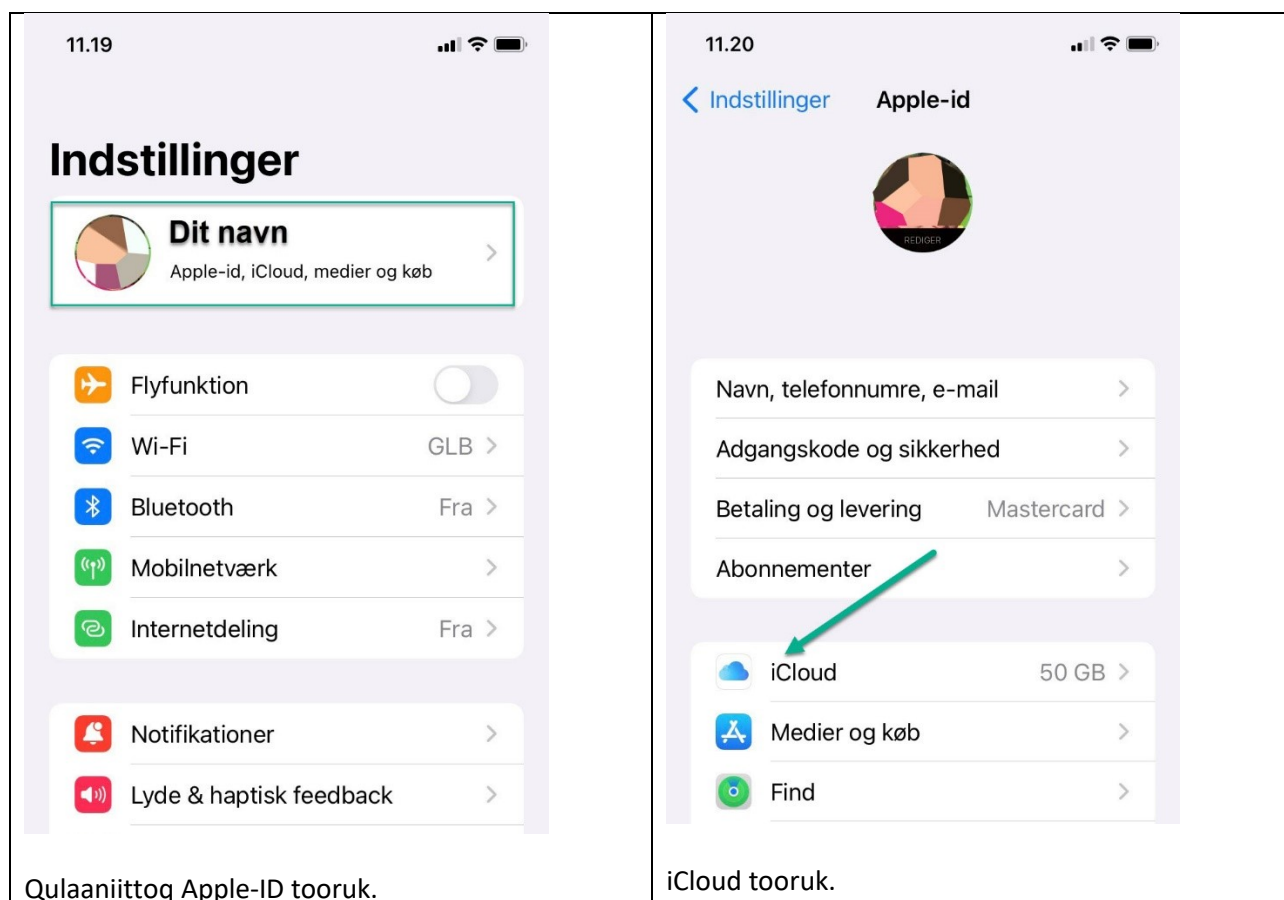 11.19
Indstillinger
Dit navn
Apple-id, iCloud, medier og køb
Flyfunktion
Wi-Fi GLB
Bluetooth Fra
Mobilnetværk
Internetdeling Fra
Notifikationer
Lyde & haptisk feedback
Qulaaniittoq Apple-ID tooruk.
11.20
Indstillinger Apple-id
REDIGER
Navn, telefonnumre, e-mail
Adgangskode og sikkerhed
Betaling og levering Mastercard
Abonnementer
iCloud 50 GB
Medier og køb
Find
iCloud tooruk.